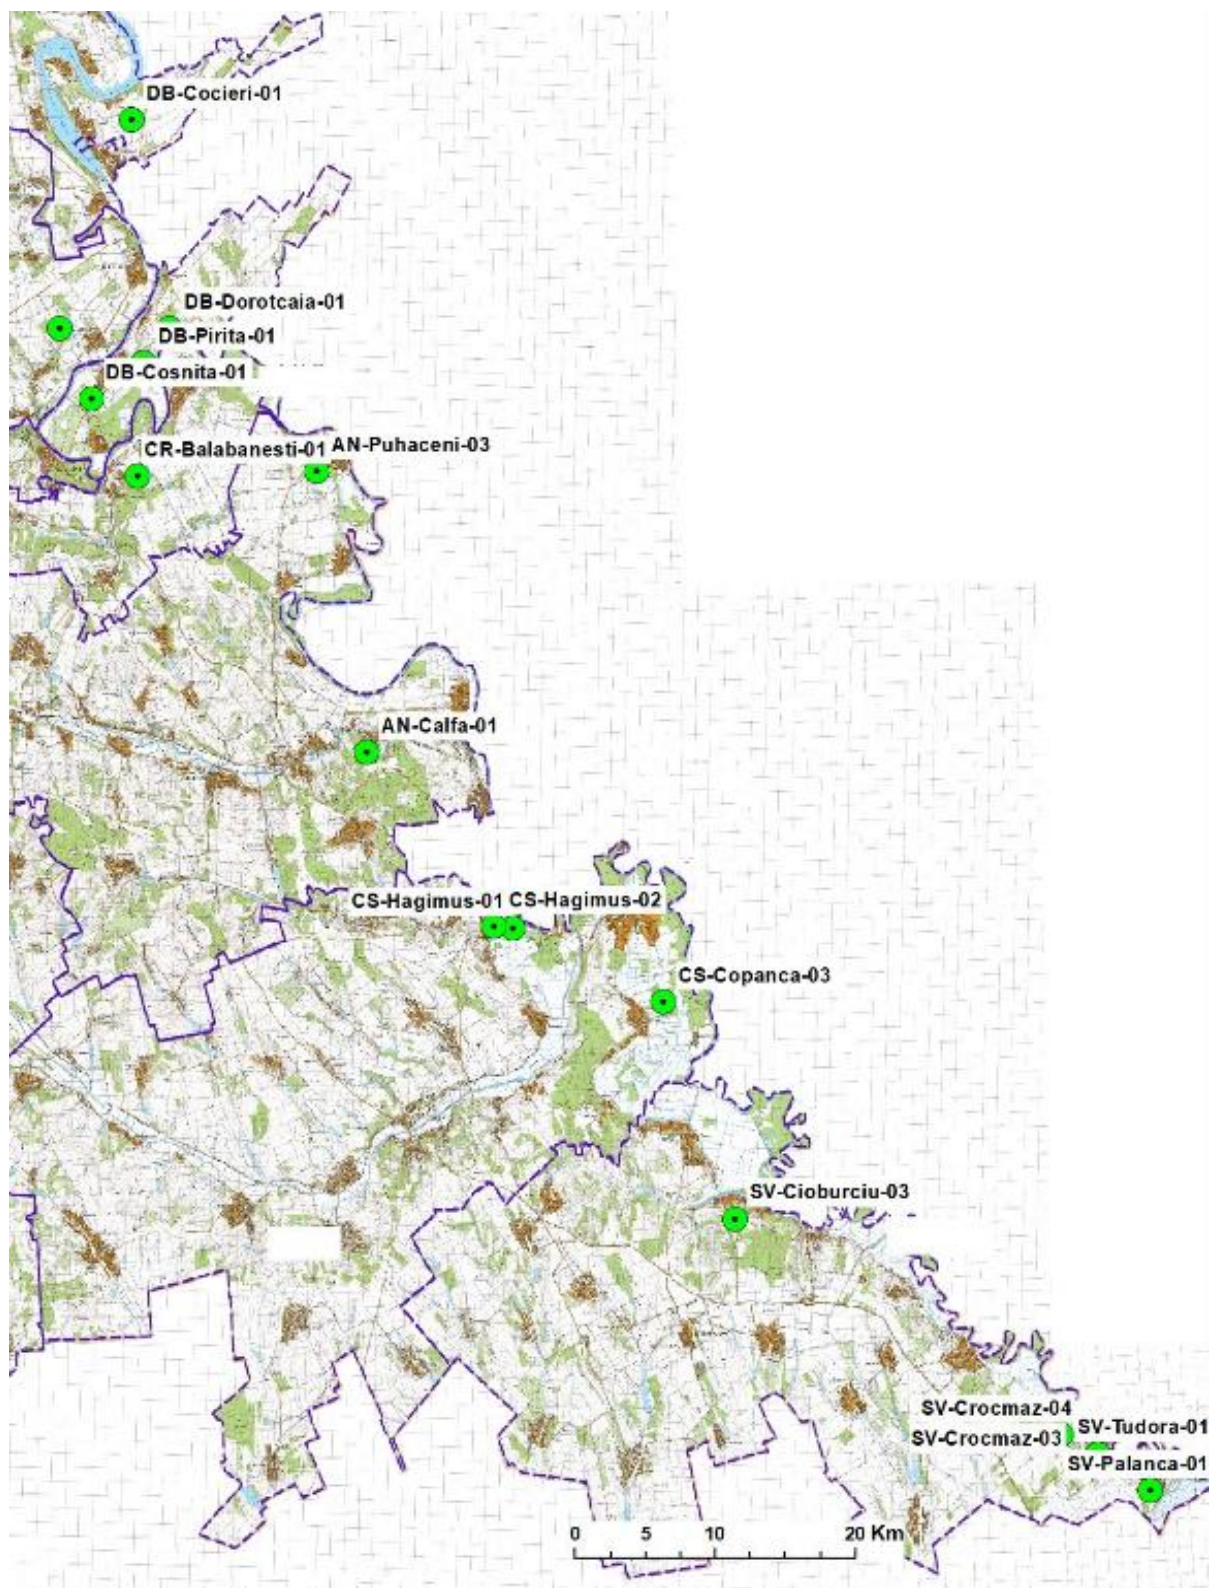 DB-Cocieri-01
DB-Dorotcaia-01
DB-Pirita-01
DB-Cosnita-01
CR-Balabanesti-01
AN-Puhaceni-03
AN-Calfa-01
CS-Hagimus-01
CS-Hagimus-02
CS-Copanca-03
SV-Cioburciu-03
SV-Crocmaz-04
SV-Tudora-01
SV-Crocmaz-03
SV-Palanca-01
0 5 10 20 Km